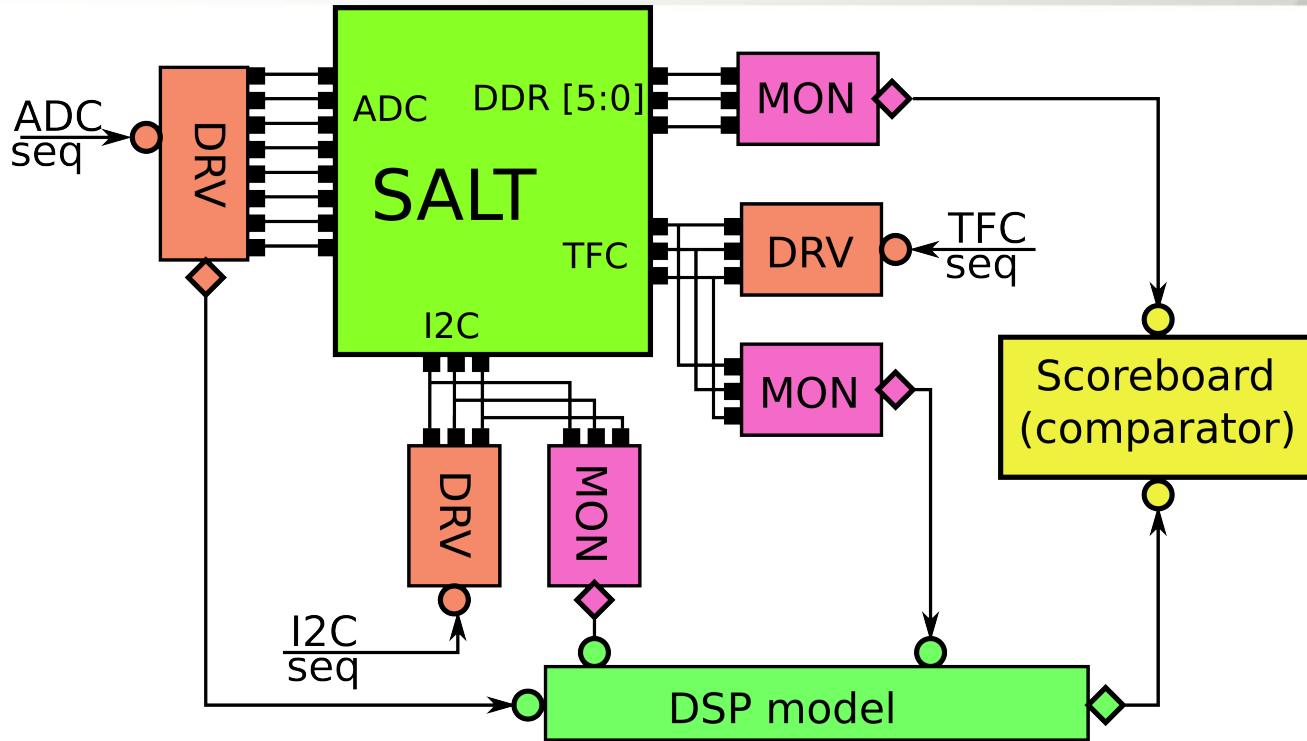 ADC
seq
DRV
ADC
DDR [5:0]
SALT
TFC
I2C
MON
DRV
TFC
seq
MON
Scoreboard
(comparator)
DRV
MON
I2C
seq
DSP model